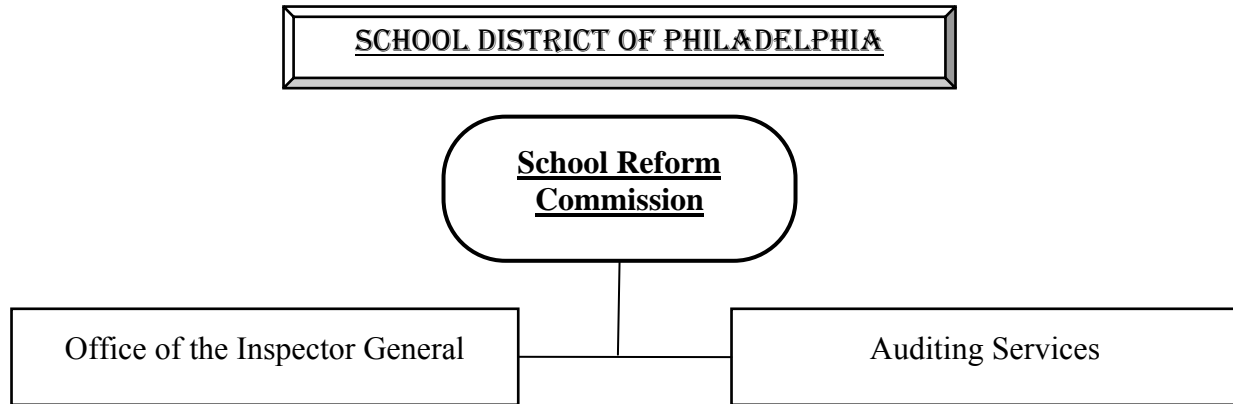 SCHOOL DISTRICT OF PHILADELPHIA
School Reform
Commission
Office of the Inspector General
Auditing Services